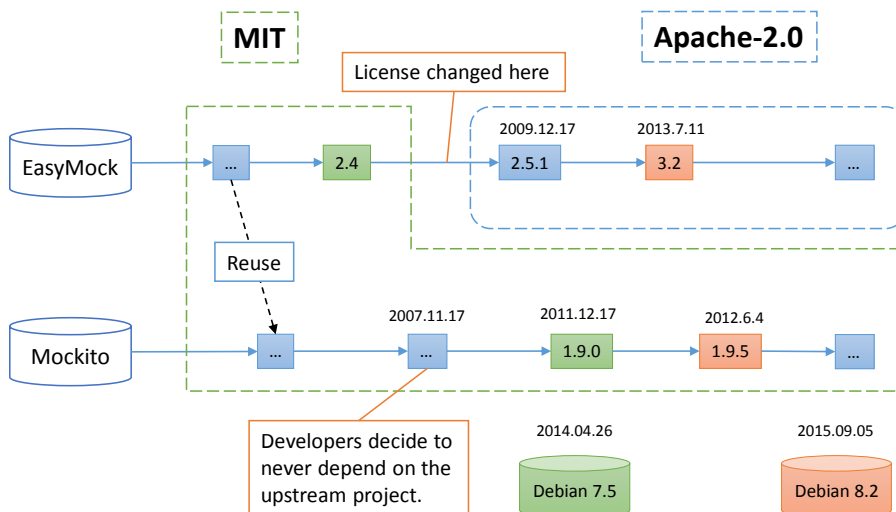 MIT
Apache-2.0
License changed here
2009.12.17
2013.7.11
EasyMock
...
2.4
2.5.1
3.2
...
Reuse
2007.11.17
2011.12.17
2012.6.4
Mockito
...
...
1.9.0
1.9.5
...
Developers decide to
never depend on the
upstream project.
2014.04.26
2015.09.05
Debian 7.5
Debian 8.2